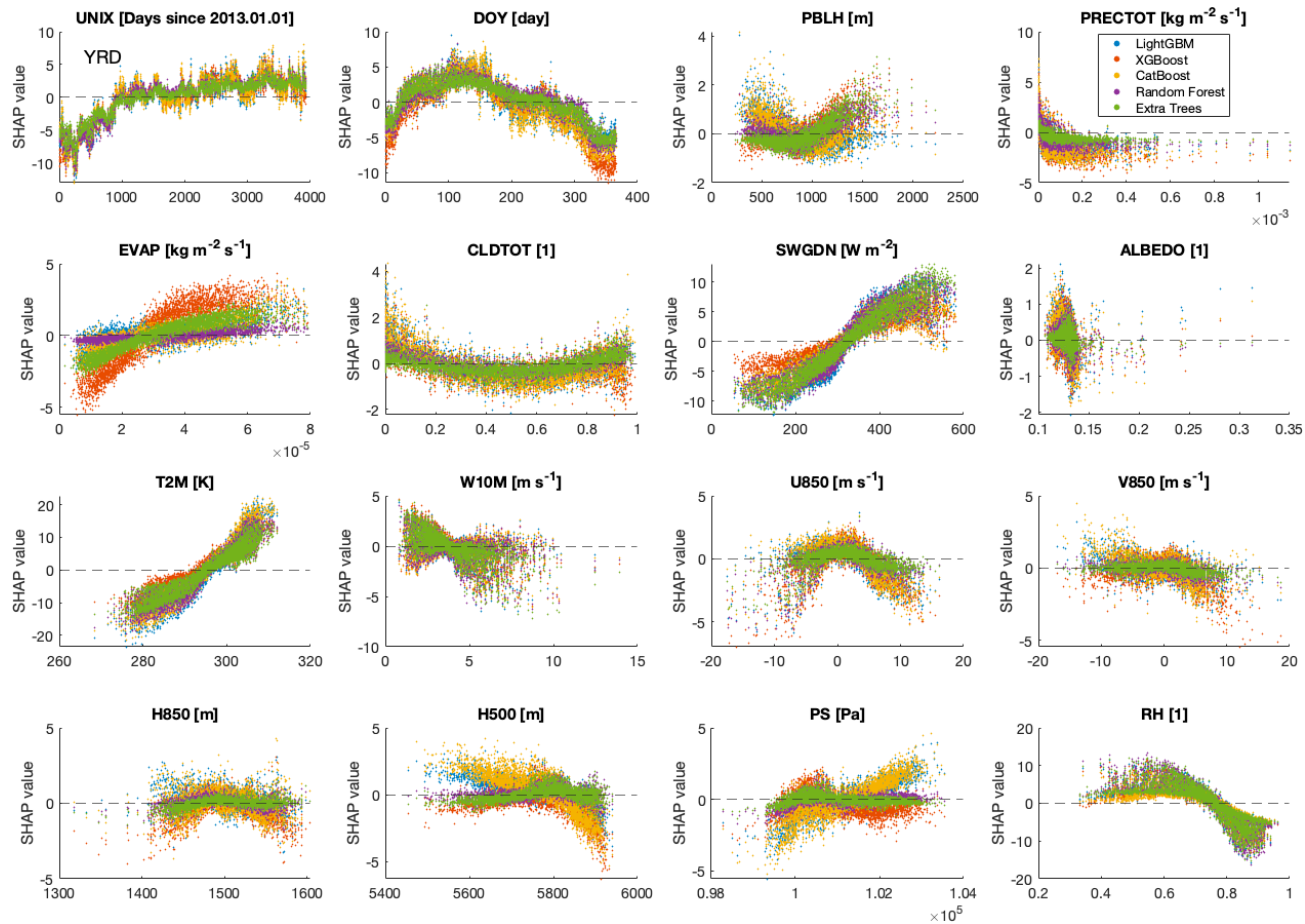 UNIX [Days since 2013.01.01]
YRD
SHAP value
10
5
0
-5
-10
0 1000 2000 3000 4000
DOY [day]
SHAP value
10
5
0
-5
-10
0 100 200 300 400
PBLH [m]
SHAP value
4
2
0
-2
0 500 1000 1500 2000 2500
PRECTOT [kg m-2 s-1]
LightGBM
XGBoost
CatBoost
Random Forest
Extra Trees
SHAP value
10
5
0
-5
0 0.2 0.4 0.6 0.8 1
×10-3
EVAP [kg m-2 s-1]
SHAP value
5
0
-5
0 2 4 6 8
×10-5
CLDTOT [1]
SHAP value
4
2
0
-2
0 0.2 0.4 0.6 0.8 1
SWGDN [W m-2]
SHAP value
10
5
0
-5
-10
0 200 400 600
ALBEDO [1]
SHAP value
2
1
0
-1
-2
0.1 0.15 0.2 0.25 0.3 0.35
T2M [K]
SHAP value
20
10
0
-10
-20
260 280 300 320
W10M [m s-1]
SHAP value
5
0
-5
-10
0 5 10 15
U850 [m s-1]
SHAP value
5
0
-5
-20 -10 0 10 20
V850 [m s-1]
SHAP value
5
0
-5
-20 -10 0 10 20
H850 [m]
SHAP value
5
0
-5
1300 1400 1500 1600
H500 [m]
SHAP value
5
0
-5
5400 5600 5800 6000
PS [Pa]
SHAP value
5
0
-5
0.98 1 1.02 1.04
×105
RH [1]
SHAP value
20
10
0
-10
-20
0.2 0.4 0.6 0.8 1